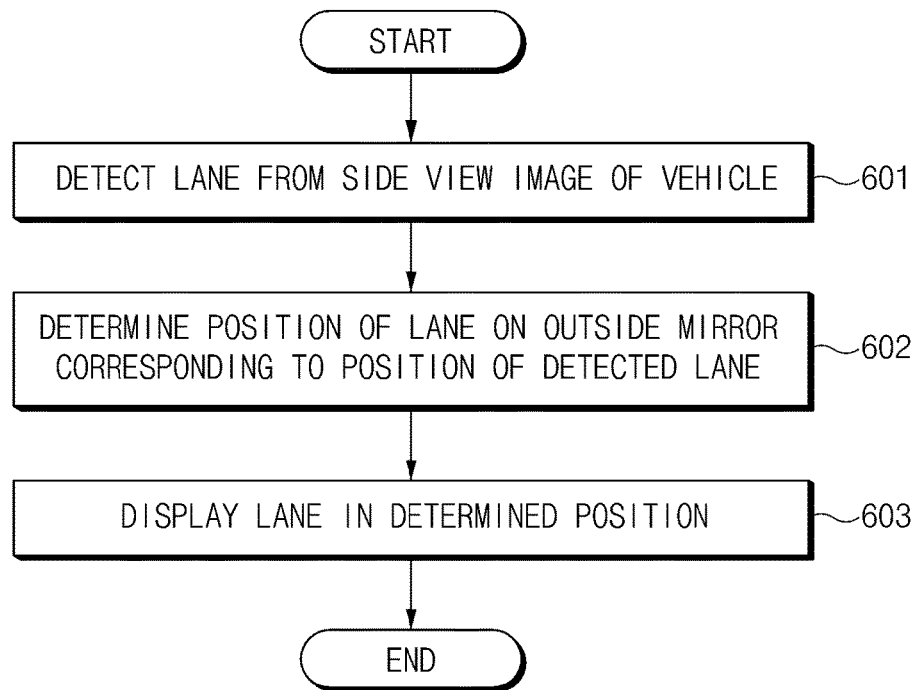 START
DETECT LANE FROM SIDE VIEW IMAGE OF VEHICLE
601
DETERMINE POSITION OF LANE ON OUTSIDE MIRROR
CORRESPONDING TO POSITION OF DETECTED LANE
602
DISPLAY LANE IN DETERMINED POSITION
603
END